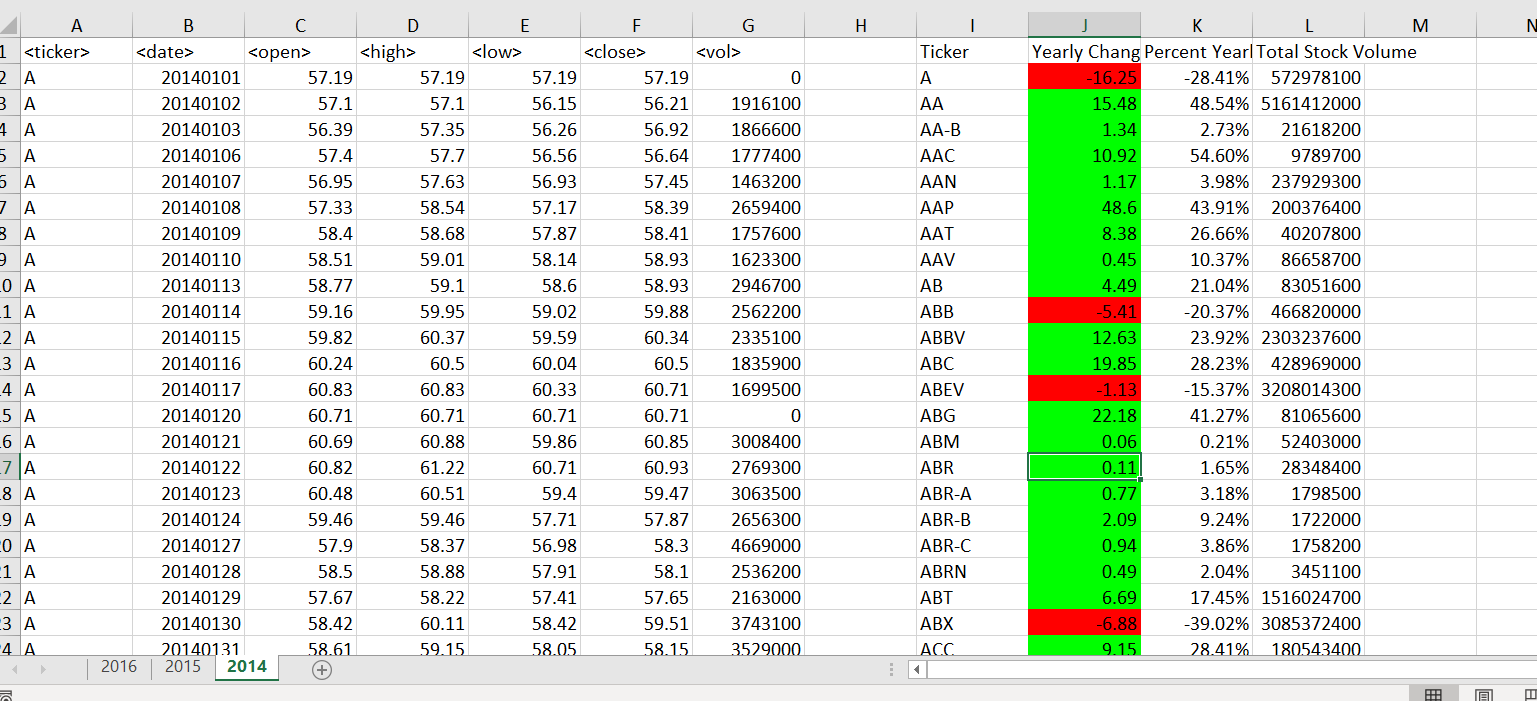 A B C D E F G H I J K L M N
1 <ticker> <date> <open> <high> <low> <close> <vol> Ticker Yearly Chang Percent Yearl Total Stock Volume
2 A 20140101 57.19 57.19 57.19 57.19 0 A -16.25 -28.41% 572978100
3 A 20140102 57.1 57.1 56.15 56.21 1916100 AA 15.48 48.54% 5161412000
4 A 20140103 56.39 57.35 56.26 56.92 1866600 AA-B 1.34 2.73% 21618200
5 A 20140106 57.4 57.7 56.56 56.64 1777400 AAC 10.92 54.60% 9789700
6 A 20140107 56.95 57.63 56.93 57.45 1463200 AAN 1.17 3.98% 237929300
7 A 20140108 57.33 58.54 57.17 58.39 2659400 AAP 48.6 43.91% 200376400
8 A 20140109 58.4 58.68 57.87 58.41 1757600 AAT 8.38 26.66% 40207800
9 A 20140110 58.51 59.01 58.14 58.93 1623300 AAV 0.45 10.37% 86658700
.0 A 20140113 58.77 59.1 58.6 58.93 2946700 AB 4.49 21.04% 83051600
.1 A 20140114 59.16 59.95 59.02 59.88 2562200 ABB -5.41 -20.37% 466820000
.2 A 20140115 59.82 60.37 59.59 60.34 2335100 ABBV 12.63 23.92% 2303237600
.3 A 20140116 60.24 60.5 60.04 60.5 1835900 ABC 19.85 28.23% 428969000
.4 A 20140117 60.83 60.83 60.33 60.71 1699500 ABEV -1.13 -15.37% 3208014300
.5 A 20140120 60.71 60.71 60.71 60.71 0 ABG 22.18 41.27% 81065600
.6 A 20140121 60.69 60.88 59.86 60.85 3008400 ABM 0.06 0.21% 52403000
.7 A 20140122 60.82 61.22 60.71 60.93 2769300 ABR 0.11 1.65% 28348400
.8 A 20140123 60.48 60.51 59.4 59.47 3063500 ABR-A 0.77 3.18% 1798500
.9 A 20140124 59.46 59.46 57.71 57.87 2656300 ABR-B 2.09 9.24% 1722000
0 A 20140127 57.9 58.37 56.98 58.3 4669000 ABR-C 0.94 3.86% 1758200
1 A 20140128 58.5 58.88 57.91 58.1 2536200 ABRN 0.49 2.04% 3451100
2 A 20140129 57.67 58.22 57.41 57.65 2163000 ABT 6.69 17.45% 1516024700
3 A 20140130 58.42 60.11 58.42 59.51 3743100 ABX -6.88 -39.02% 3085372400
4 A 20140131 58.61 59.15 58.05 58.15 3529000 ACC 9.15 28.41% 180543400
2016 2015 2014